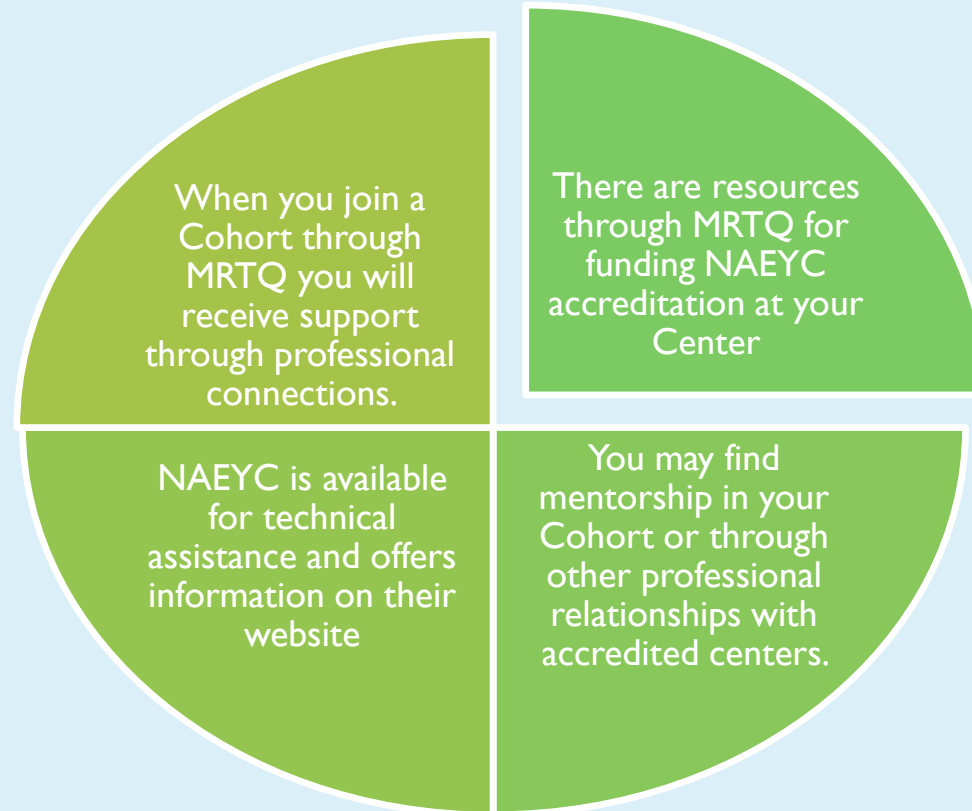 When you join a
Cohort through
MRTQ you will
receive support
through professional
connections.
There are resources
through MRTQ for
funding NAEYC
accreditation at your
Center
NAEYC is available
for technical
assistance and offers
information on their
website
You may find
mentorship in your
Cohort or through
other professional
relationships with
accredited centers.